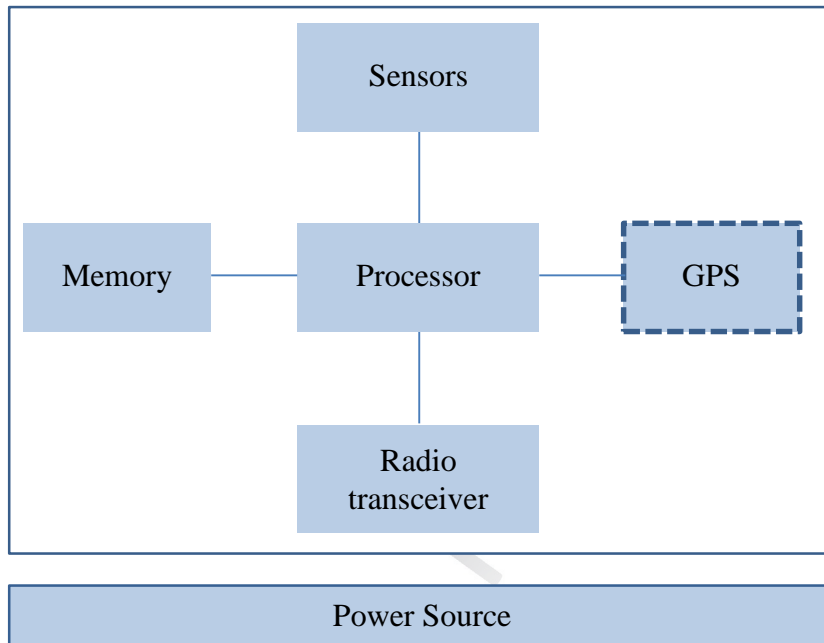 Sensors
Memory
Processor
GPS
Radio
transceiver
Power Source